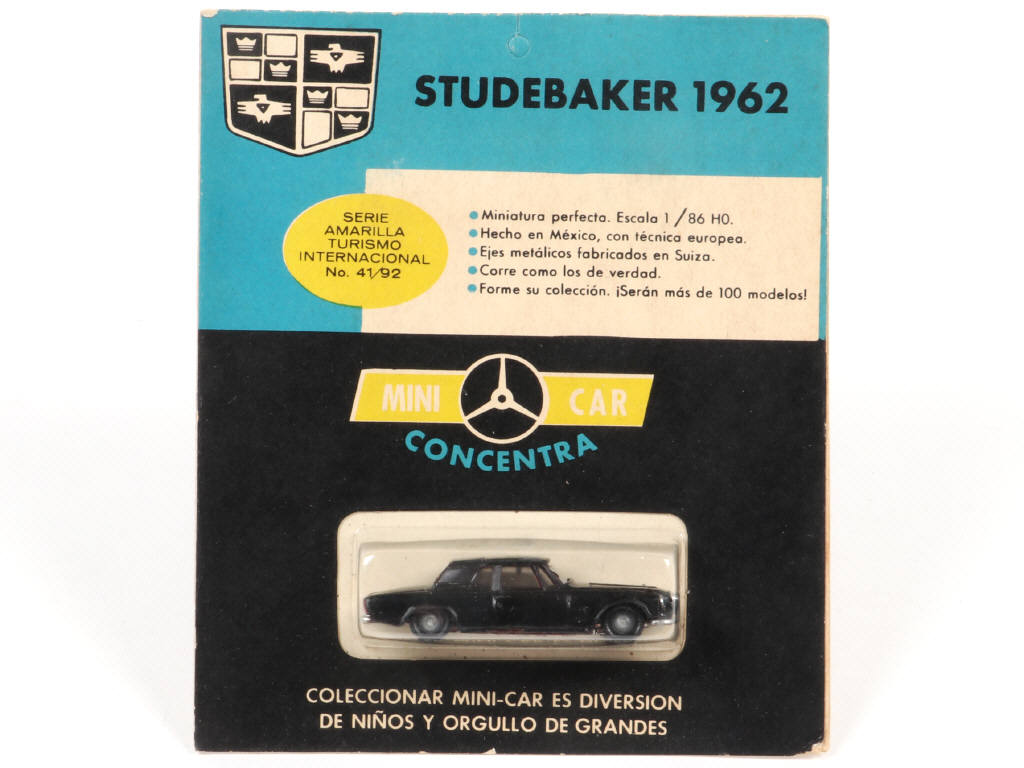 STUDEBAKER 1962
SERIE
AMARILLA
TURISMO
INTERNACIONAL
No. 41/92
Miniatura perfecta. Escala 1/86 HO.
Hecho en México, con técnica europea.
Ejes metálicos fabricados en Suiza.
Corre como los de verdad.
Forme su colección. ¡Serán más de 100 modelos!
MINI CAR
CONCENTRA
COLECCIONAR MINI-CAR ES DIVERSION
DE NIÑOS Y ORGULLO DE GRANDES